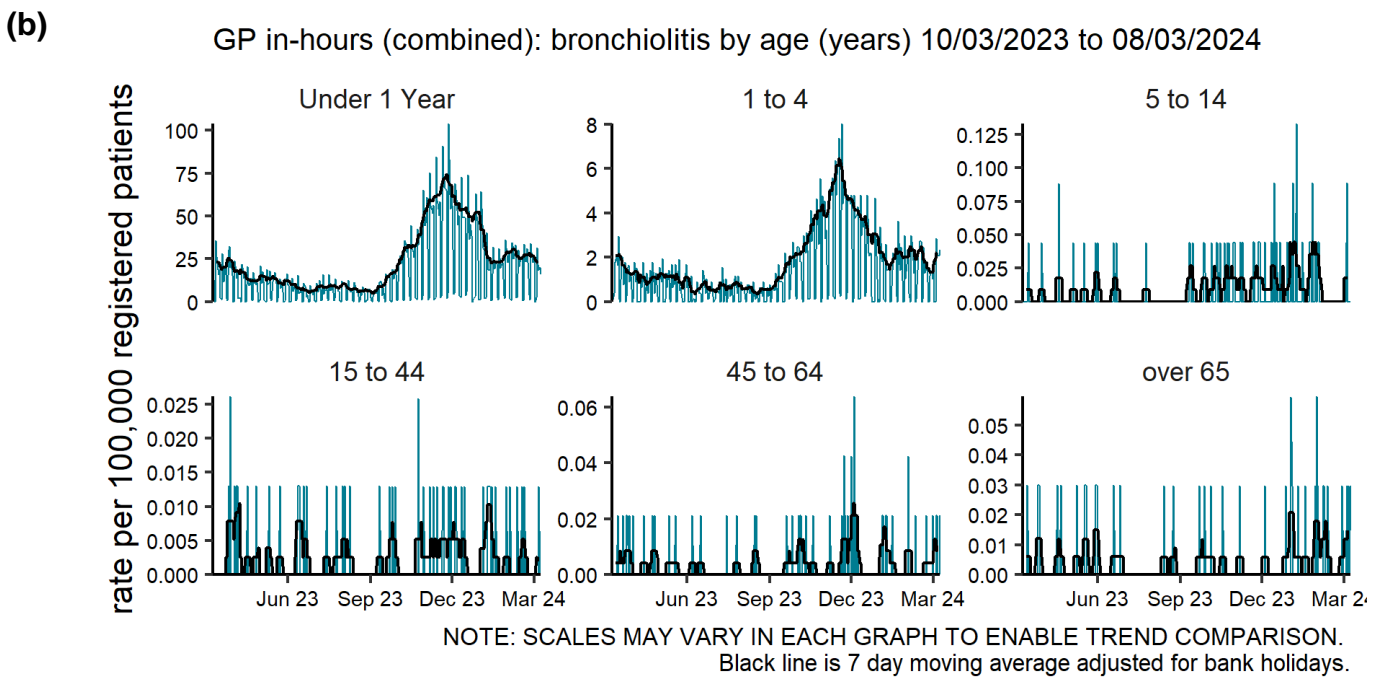 (b)
GP in-hours (combined): bronchiolitis by age (years) 10/03/2023 to 08/03/2024
rate per 100,000 registered patients
Under 1 Year
100
75
50
25
0
1 to 4
8
6
4
2
0
5 to 14
0.125
0.100
0.075
0.050
0.025
0.000
15 to 44
0.025
0.020
0.015
0.010
0.005
0.000
Jun 23 Sep 23 Dec 23 Mar 24
45 to 64
0.06
0.04
0.02
0.00
Jun 23 Sep 23 Dec 23 Mar 24
over 65
0.05
0.04
0.03
0.02
0.01
0.00
Jun 23 Sep 23 Dec 23 Mar 24
NOTE: SCALES MAY VARY IN EACH GRAPH TO ENABLE TREND COMPARISON.
Black line is 7 day moving average adjusted for bank holidays.